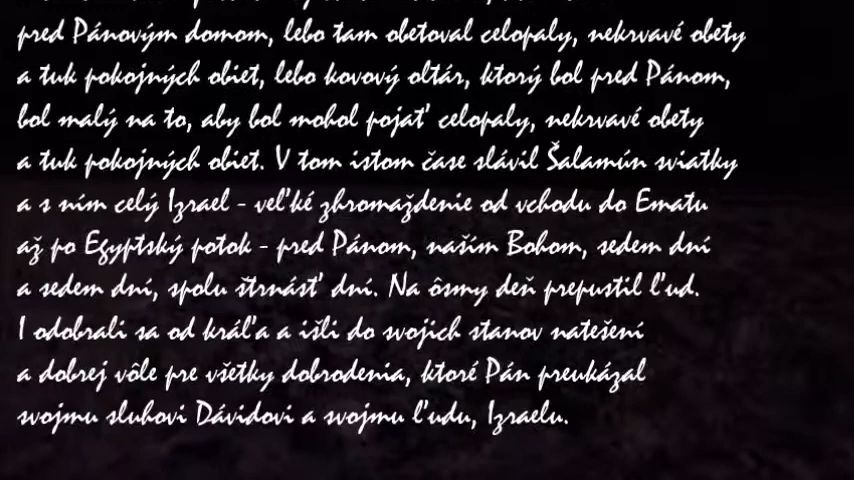 pred Pánovým domom, lebo tam obetoval celopaly, nekrvavé obety
a tuk pokojných obiet, lebo kovový oltár, ktorý bol pred Pánom,
bol malý na to, aby bol mohol pojať celopaly, nekrvavé obety
a tuk pokojných obiet. V tom istom čase slávil Šalamún sviatky
a s ním celý Izrael - veľké zhromaždenie od vchodu do Ematu
až po Egyptský potok - pred Pánom, naším Bohom, sedem dní
a sedem dní, spolu štrnásť dní. Na ôsmy deň prepustil ľud.
I odobrali sa od kráľa a išli do svojich stanov natešení
a dobrej vôle pre všetky dobrodenia, ktoré Pán preukázal
svojmu sluhovi Dávidovi a svojmu ľudu, Izraelu.